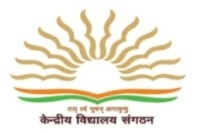 तत् त्वं पूषन् अपावृणु
केन्द्रीय विद्यालय संगठन